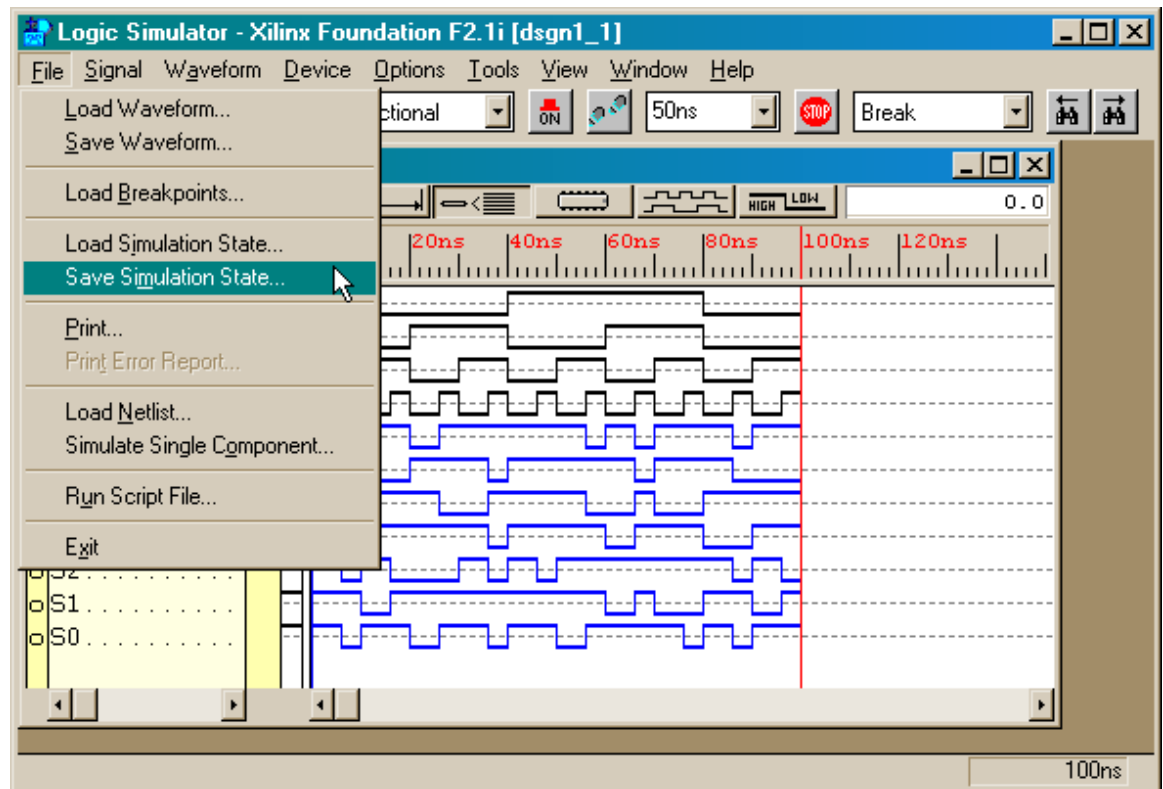 Logic Simulator - Xilinx Foundation F2.1i [dsgn1_1]
File Signal Waveform Device Options Tools View Window Help
Load Waveform...
ctional ON 50ns STOP Break
Save Waveform...
Load Breakpoints...
HIGH LOW 0.0
Load Simulation State...
20ns 40ns 60ns 80ns 100ns 120ns
Save Simulation State...
Print...
Print Error Report...
Load Netlist...
Simulate Single Component...
Run Script File...
Exit
S2..........
S1..........
S0..........
100ns